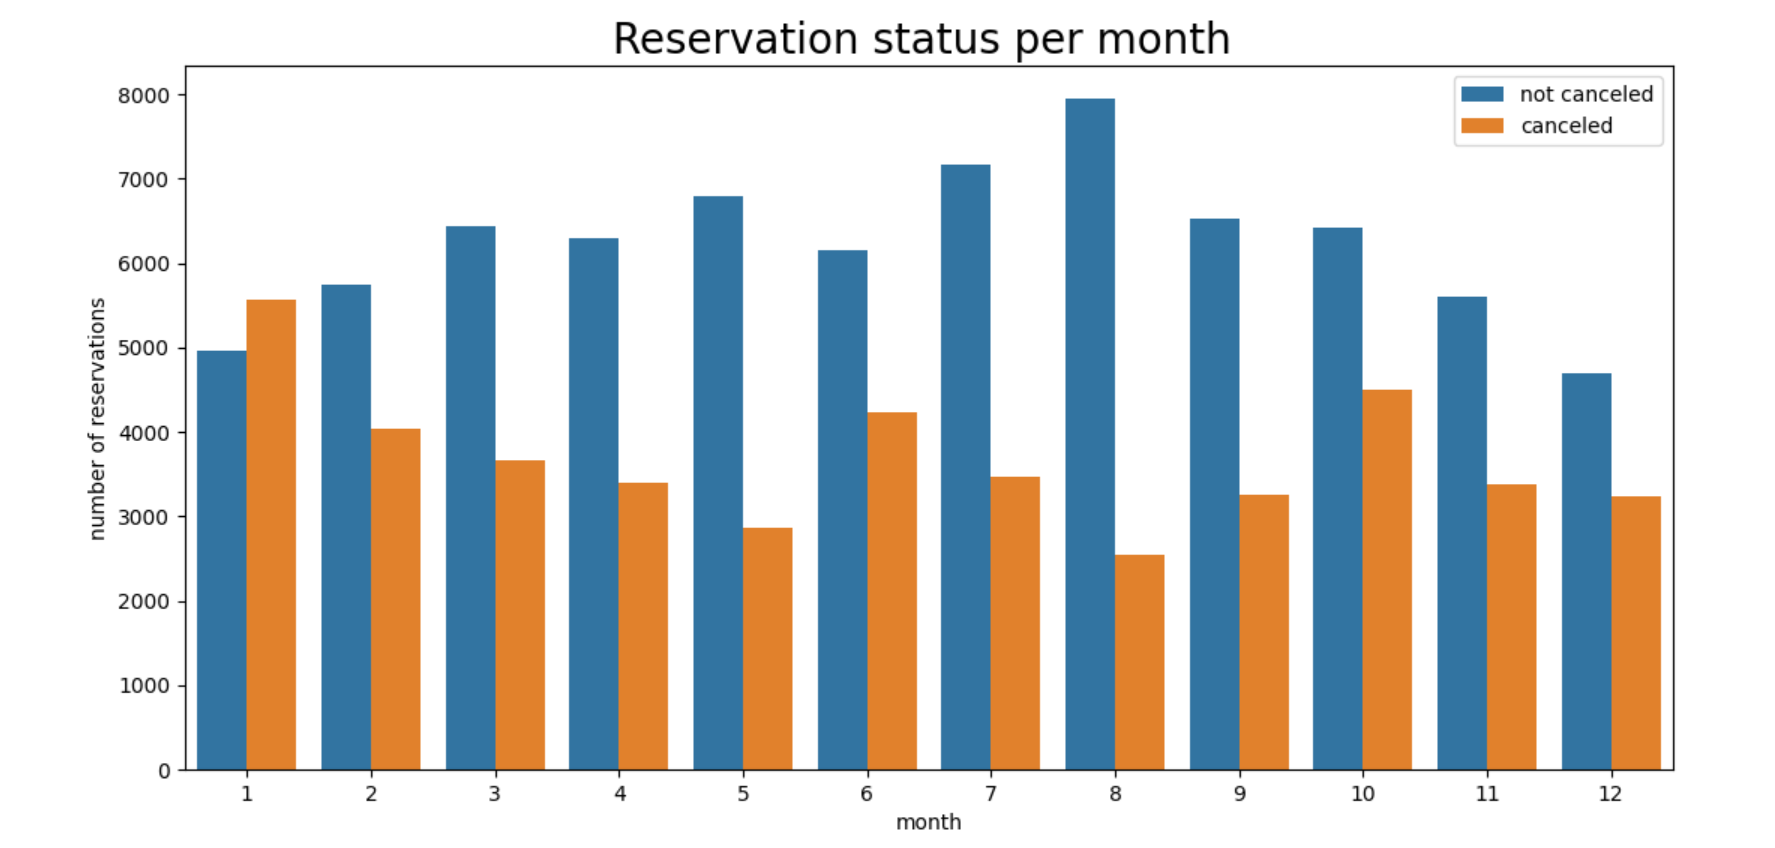 Reservation status per month
not canceled
canceled
8000
7000
6000
5000
4000
3000
2000
1000
0
number of reservations
1 2 3 4 5 6 7 8 9 10 11 12
month